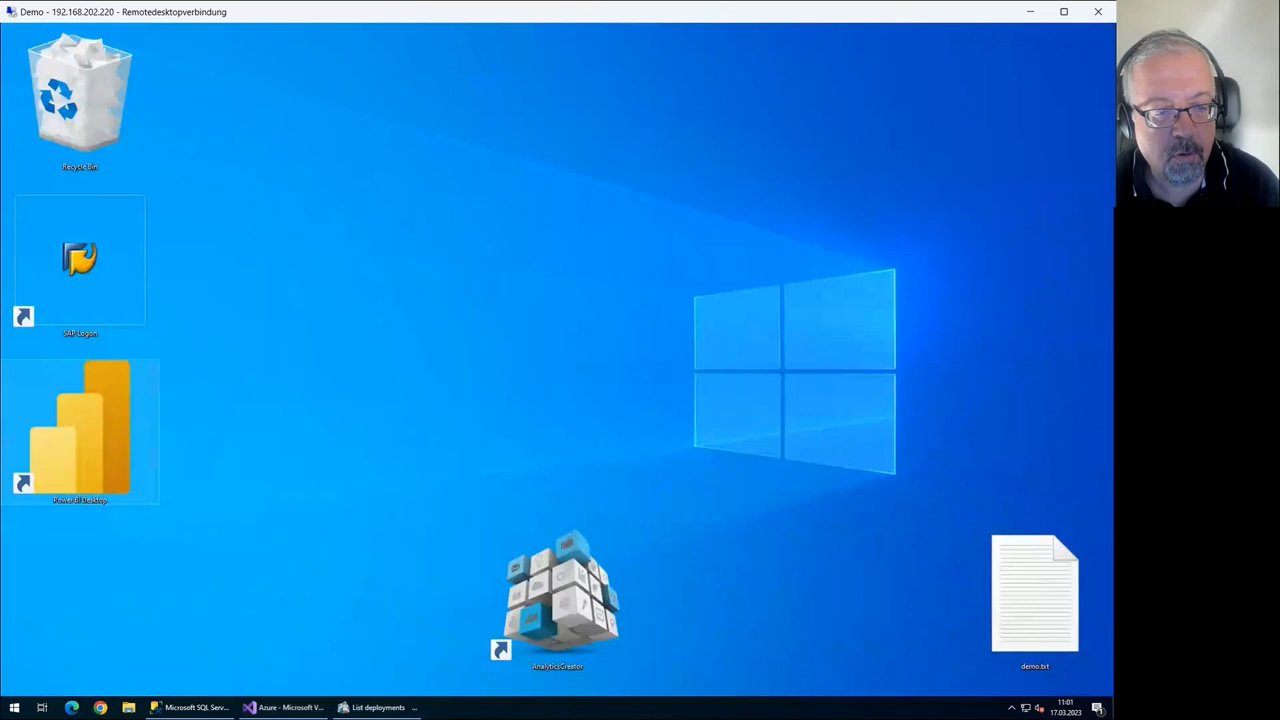 Demo - 192.168.202.220 - Remotedesktopverbindung
Recycle Bin
SAP Logon
Power BI Desktop
AnalyticsCreator
demo.txt
Microsoft SQL Serv...
Azure - Microsoft V...
List deployments ...
11:01
17.03.2023
1